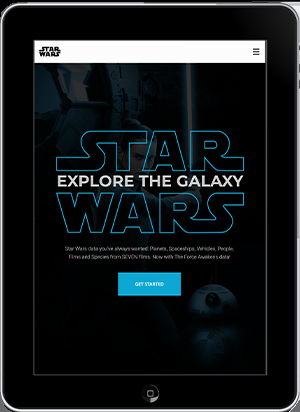 STAR
WARS
STAR
EXPLORE THE GALAXY
WARS
Star Wars data you've always wanted: Planets, Spaceships, Vehicles, People,
Films and Species from SEVEN films. Now with The Force Awakens data!
GET STARTED